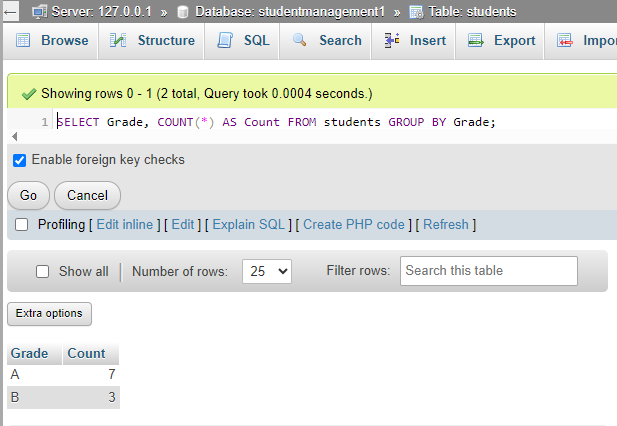 Server: 127.0.0.1 » Database: studentmanagement1 » Table: students
Browse Structure SQL Search Insert Export Impo
Showing rows 0 - 1 (2 total, Query took 0.0004 seconds.)
1 SELECT Grade, COUNT(*) AS Count FROM students GROUP BY Grade;
Enable foreign key checks
Go Cancel
Profiling [ Edit inline ] [ Edit ] [ Explain SQL ] [ Create PHP code ] [ Refresh ]
Show all Number of rows: 25 Filter rows: Search this table
Extra options
Grade Count
A 7
B 3